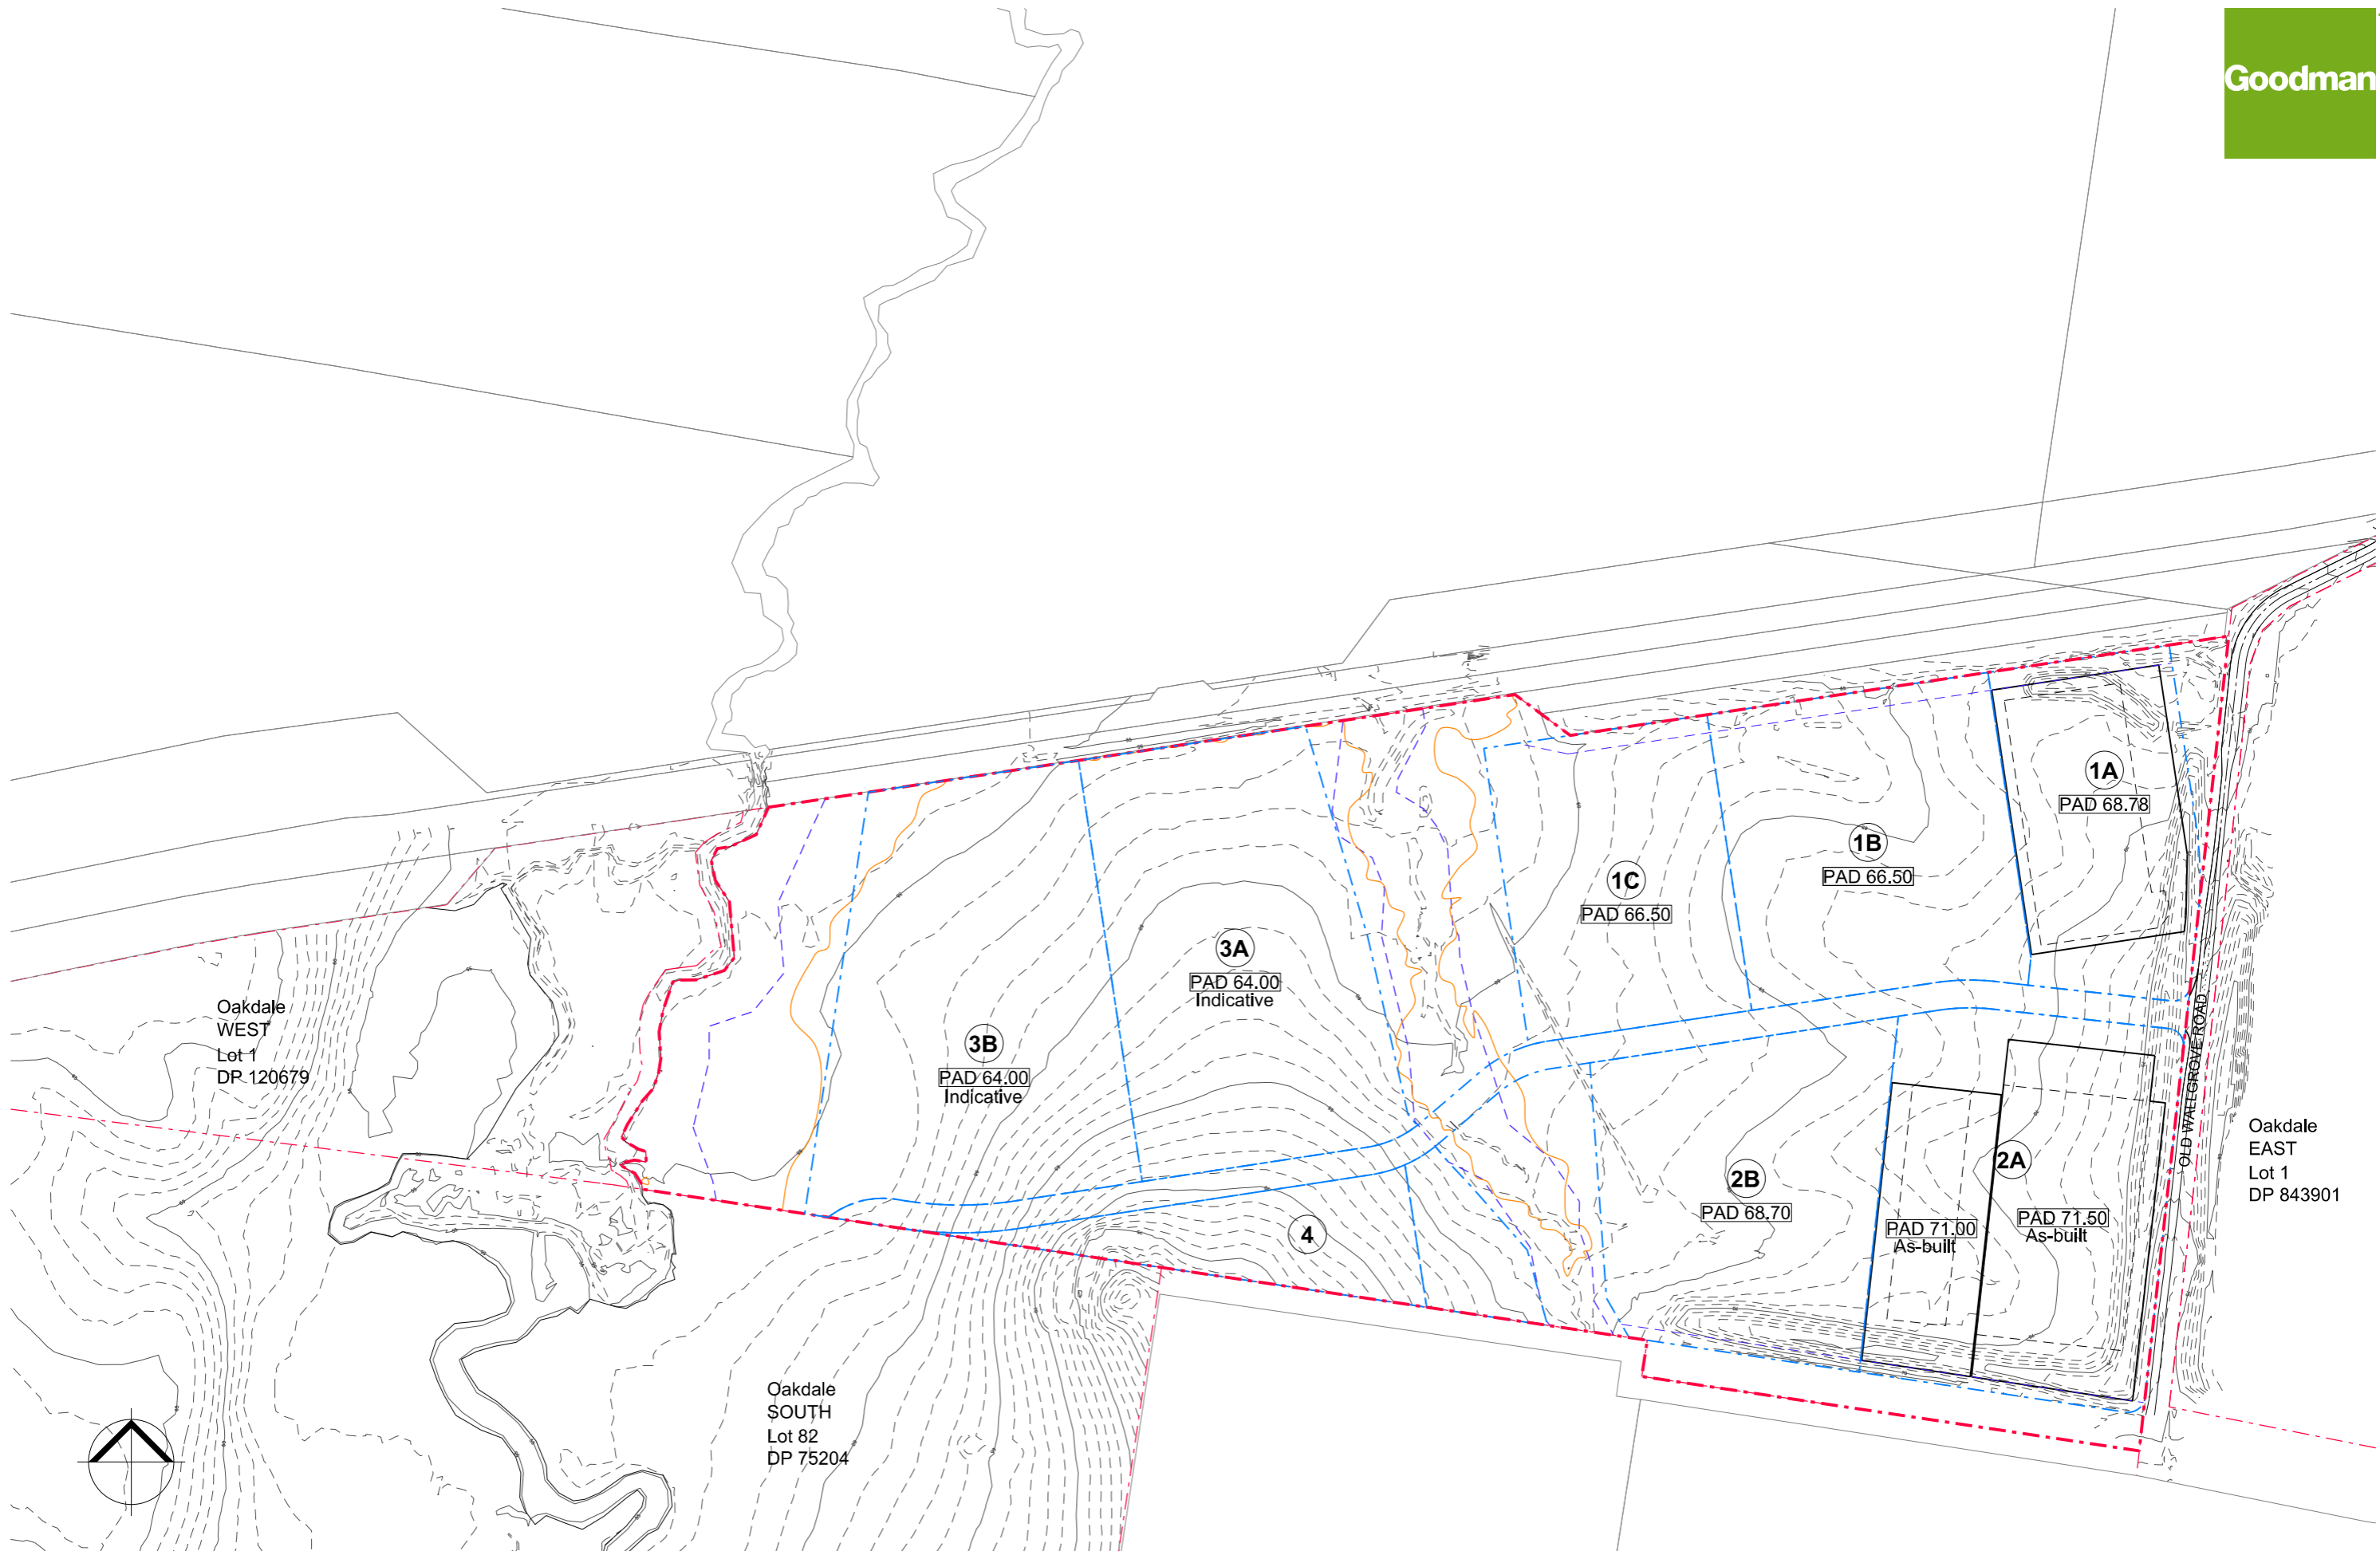 Goodman
1A
PAD 68.78
1B
PAD 66.50
1C
PAD 66.50
3A
PAD 64.00
Indicative
3B
PAD 64.00
Indicative
Oakdale
WEST
Lot 1
DP 120679
OLD WALLGROVE ROAD
Oakdale
EAST
Lot 1
DP 843901
2A
2B
PAD 68.70
PAD 71.00
As-built
PAD 71.50
As-built
4
Oakdale
SOUTH
Lot 82
DP 75204